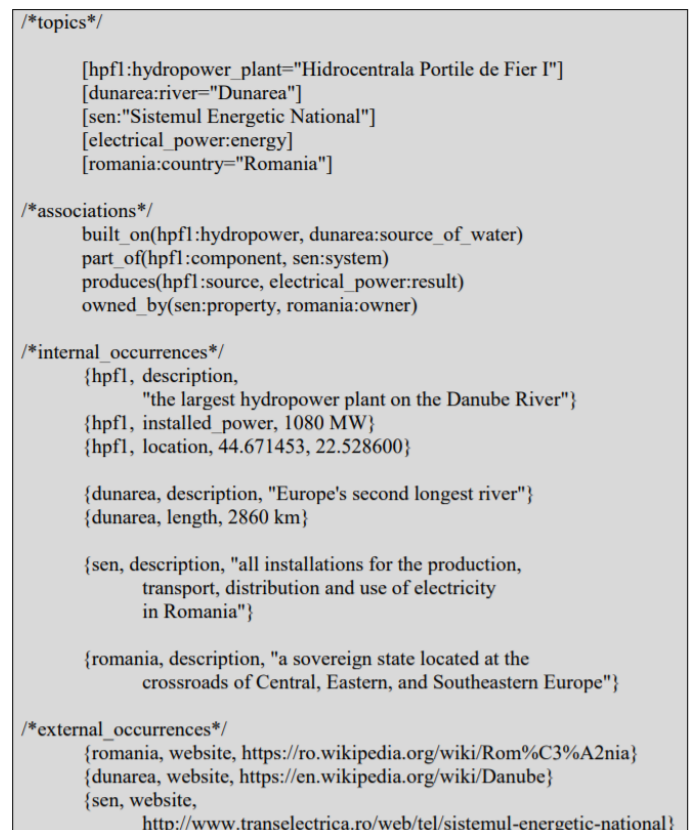 /*topics*/
[hpf1:hydropower_plant="Hidrocentrala Portile de Fier I"]
[dunarea:river="Dunarea"]
[sen:"Sistemul Energetic National"]
[electrical_power:energy]
[romania:country="Romania"]
/*associations*/
built_on(hpf1:hydropower, dunarea:source_of_water)
part_of(hpf1:component, sen:system)
produces(hpf1:source, electrical_power:result)
owned_by(sen:property, romania:owner)
/*internal_occurrences*/
{hpf1, description,
"the largest hydropower plant on the Danube River"}
{hpf1, installed_power, 1080 MW}
{hpf1, location, 44.671453, 22.528600}
{dunarea, description, "Europe's second longest river"}
{dunarea, length, 2860 km}
{sen, description, "all installations for the production,
transport, distribution and use of electricity
in Romania"}
{romania, description, "a sovereign state located at the
crossroads of Central, Eastern, and Southeastern Europe"}
/*external_occurrences*/
{romania, website, https://ro.wikipedia.org/wiki/Rom%C3%A2nia}
{dunarea, website, https://en.wikipedia.org/wiki/Danube}
{sen, website,
http://www.transelectrica.ro/web/tel/sistemul-energetic-national}